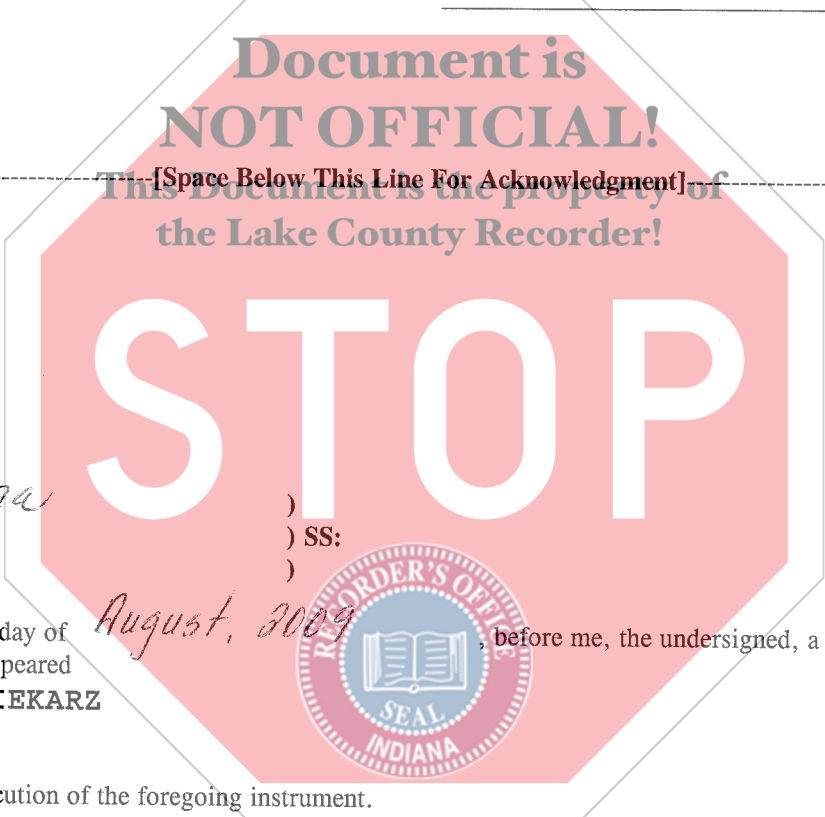 Document is
NOT OFFICIAL!
[Space Below This Line For Acknowledgment]
This Document is the property of
the Lake County Recorder!
STOP
)
) SS:
)
day of August, 2009, before me, the undersigned, a
peared
EKARZ
RECORDER'S OFFICE
SEAL
INDIANA
cution of the foregoing instrument.